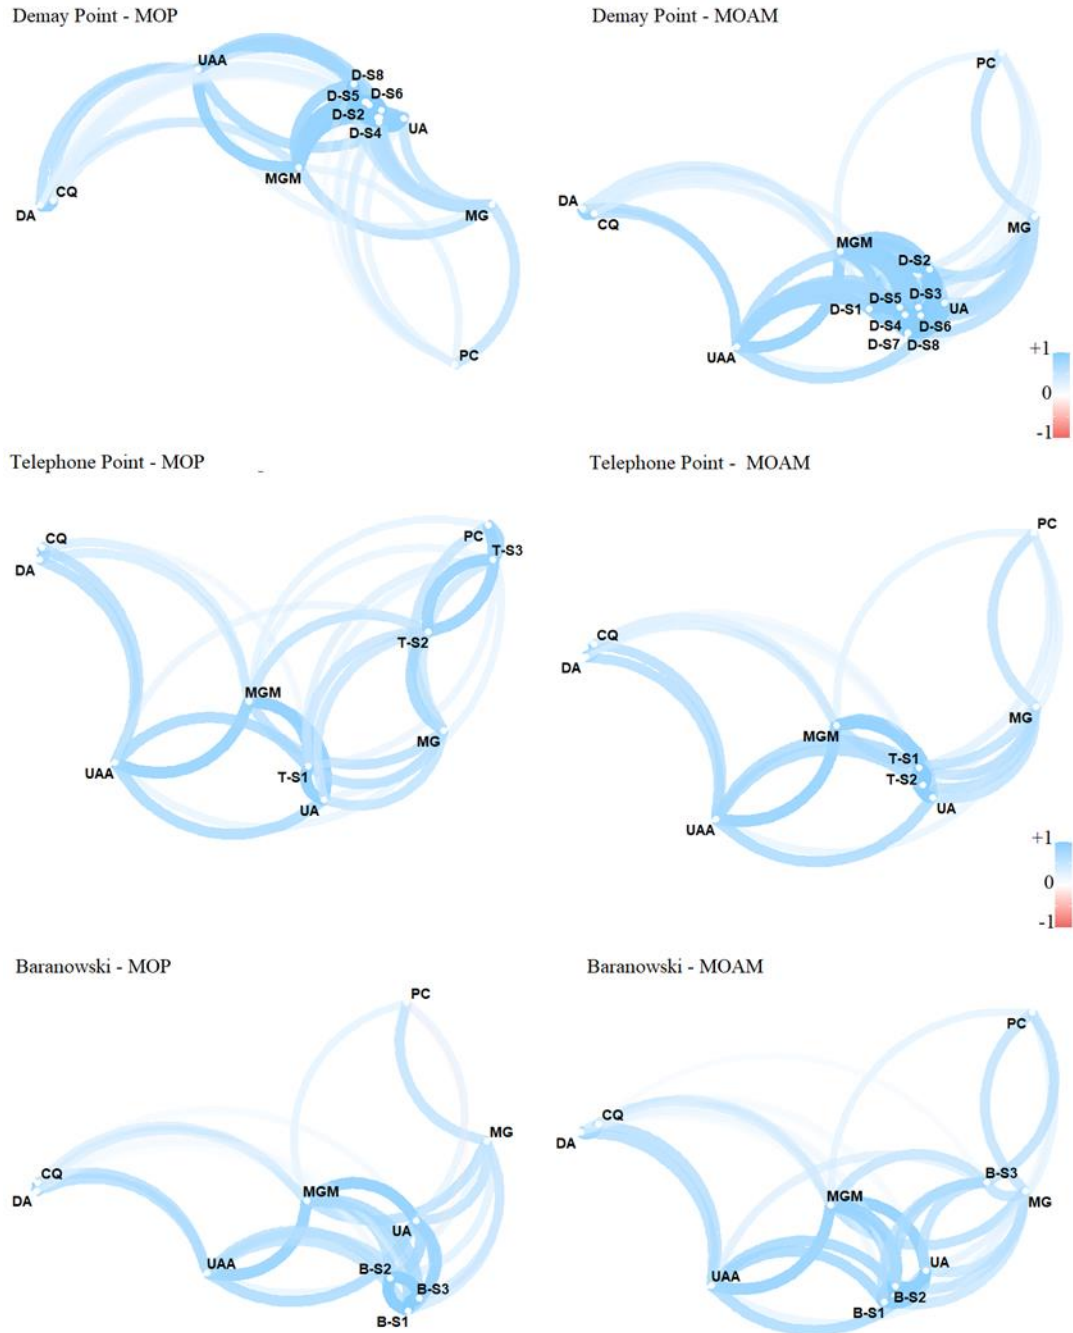 Demay Point - MOP
Demay Point - MOAM
UAA
D-S8
D-S5 D-S6
D-S2
UA
D-S4
MGM
CQ
DA
MG
PC
PC
DA
CQ
MGM
MG
D-S2
D-S5 D-S3
D-S1
UA
D-S4 D-S6
D-S7 D-S8
UAA
+1
0
-1
Telephone Point - MOP
Telephone Point - MOAM
CQ
DA
PC
T-S3
T-S2
MGM
MG
UAA
T-S1
UA
PC
CQ
DA
MGM
MG
T-S1
T-S2
UA
UAA
+1
0
-1
Baranowski - MOP
Baranowski - MOAM
PC
MG
CQ
DA
MGM
UA
UAA
B-S2
B-S3
B-S1
PC
CQ
DA
B-S3
MGM
MG
UA
UAA
B-S2
B-S1